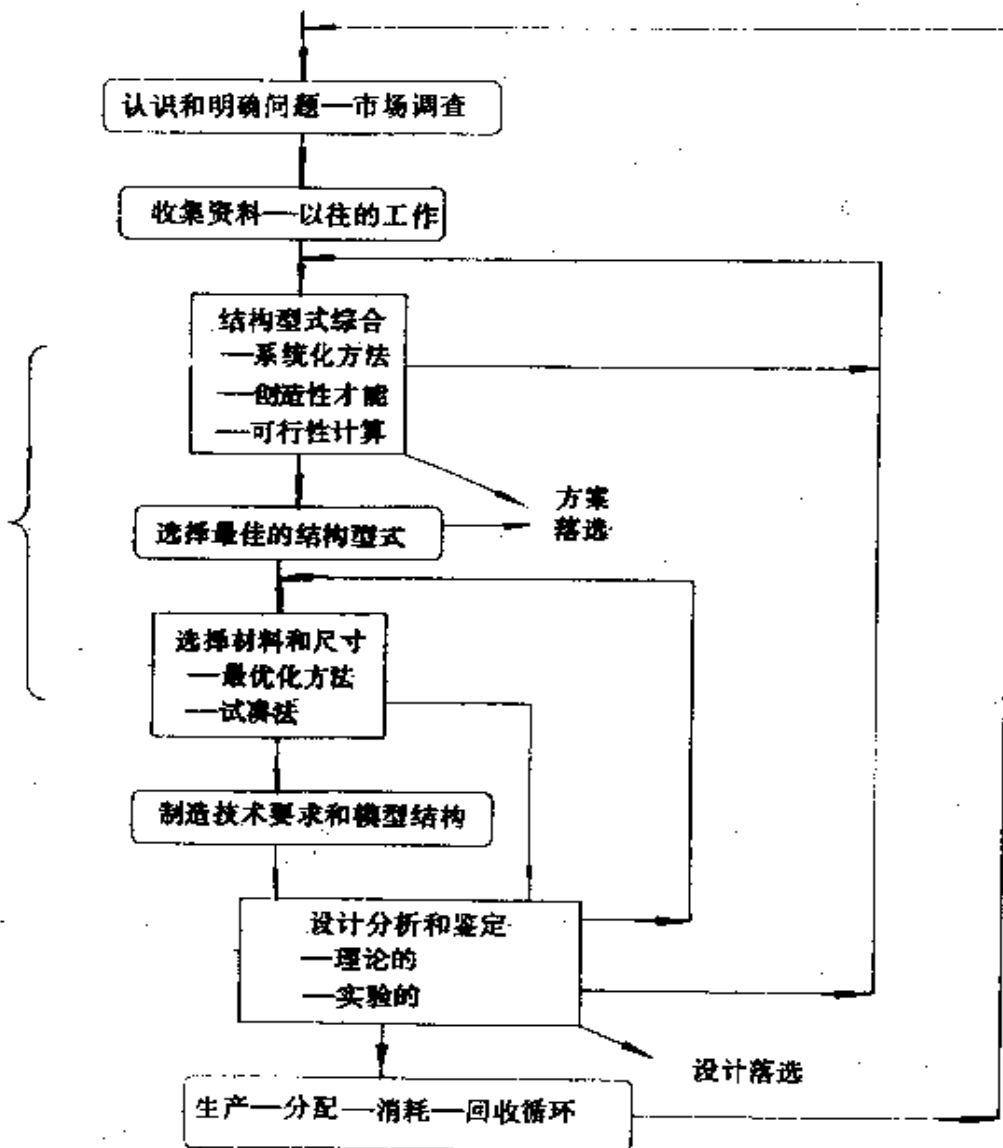 认识和明确问题—市场调查
收集资料—以往的工作
结构型式综合
—系统化方法
—创造性才能
—可行性计算
方案
落选
选择最佳的结构型式
选择材料和尺寸
—最优化方法
—试凑法
制造技术要求和模型结构
设计分析和鉴定
—理论的
—实验的
设计落选
生产—分配—消耗—回收循环